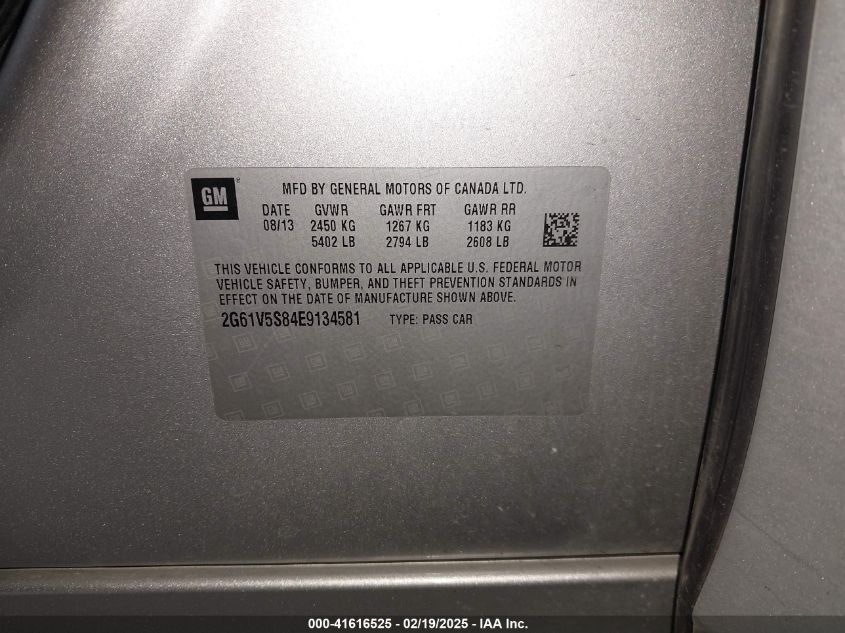 GM ®
MFD BY GENERAL MOTORS OF CANADA LTD.
DATE GVWR GAWR FRT GAWR RR
08/13 2450 KG 1267 KG 1183 KG
5402 LB 2794 LB 2608 LB
THIS VEHICLE CONFORMS TO ALL APPLICABLE U.S. FEDERAL MOTOR
VEHICLE SAFETY, BUMPER, AND THEFT PREVENTION STANDARDS IN
EFFECT ON THE DATE OF MANUFACTURE SHOWN ABOVE.
2G61V5S84E9134581 TYPE: PASS CAR
000-41616525 - 02/19/2025 - IAA Inc.